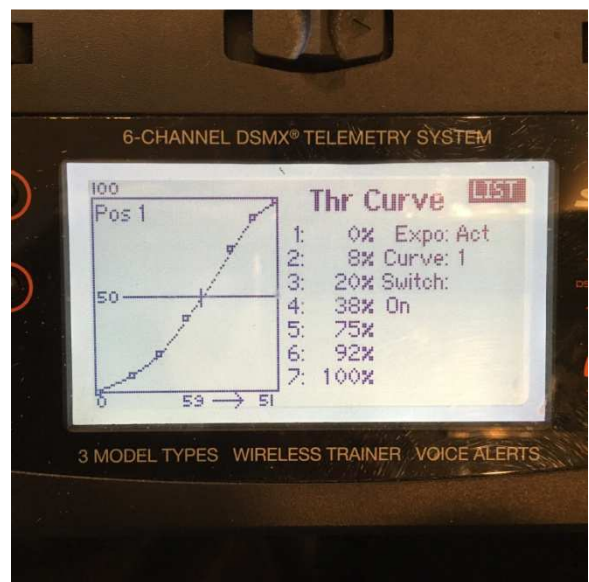 6-CHANNEL DSMX® TELEMETRY SYSTEM
100
Pos 1
50
0
59 → 51
Thr Curve
LIST
1: 0% Expo: Act
2: 8% Curve: 1
3: 20% Switch:
4: 38% On
5: 75%
6: 92%
7: 100%
3 MODEL TYPES WIRELESS TRAINER VOICE ALERTS